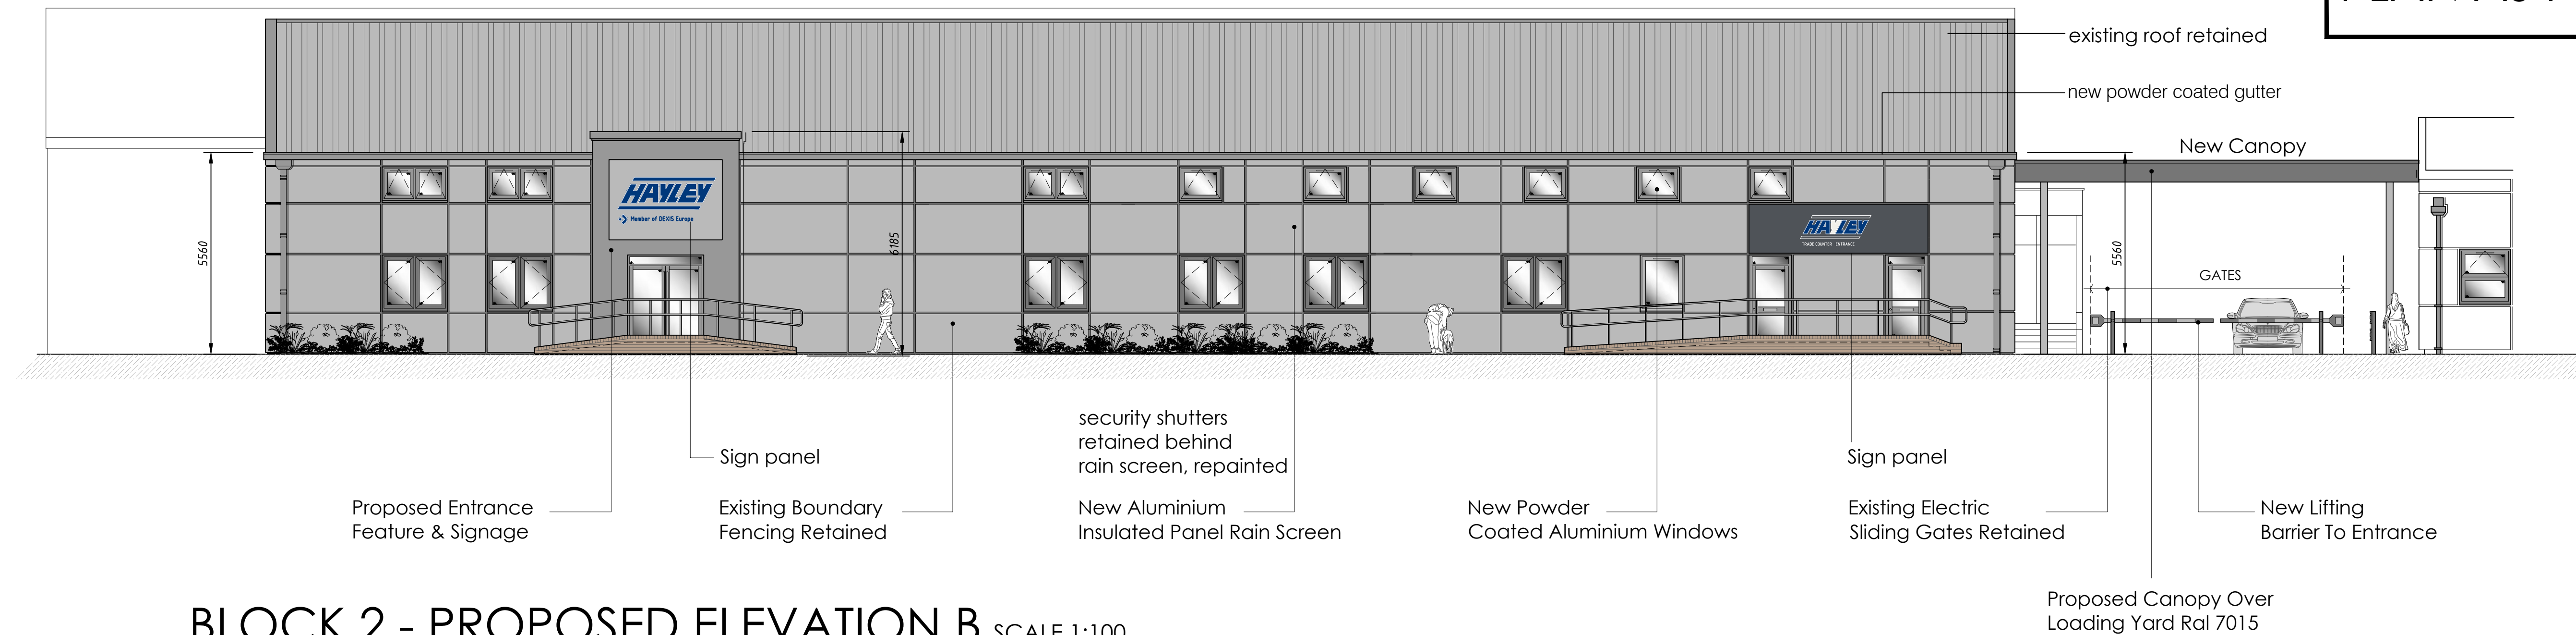 existing roof retained
new powder coated gutter
New Canopy
HAYLEY
Member of DEXIS Europe
HAYLEY
TRADE COUNTER ENTRANCE
5560
6185
5560
GATES
security shutters
retained behind
rain screen, repainted
Sign panel
Sign panel
Proposed Entrance
Feature & Signage
Existing Boundary
Fencing Retained
New Aluminium
Insulated Panel Rain Screen
New Powder
Coated Aluminium Windows
Existing Electric
Sliding Gates Retained
New Lifting
Barrier To Entrance
Proposed Canopy Over
Loading Yard Ral 7015
BLOCK 2 - PROPOSED ELEVATION B SCALE 1:100